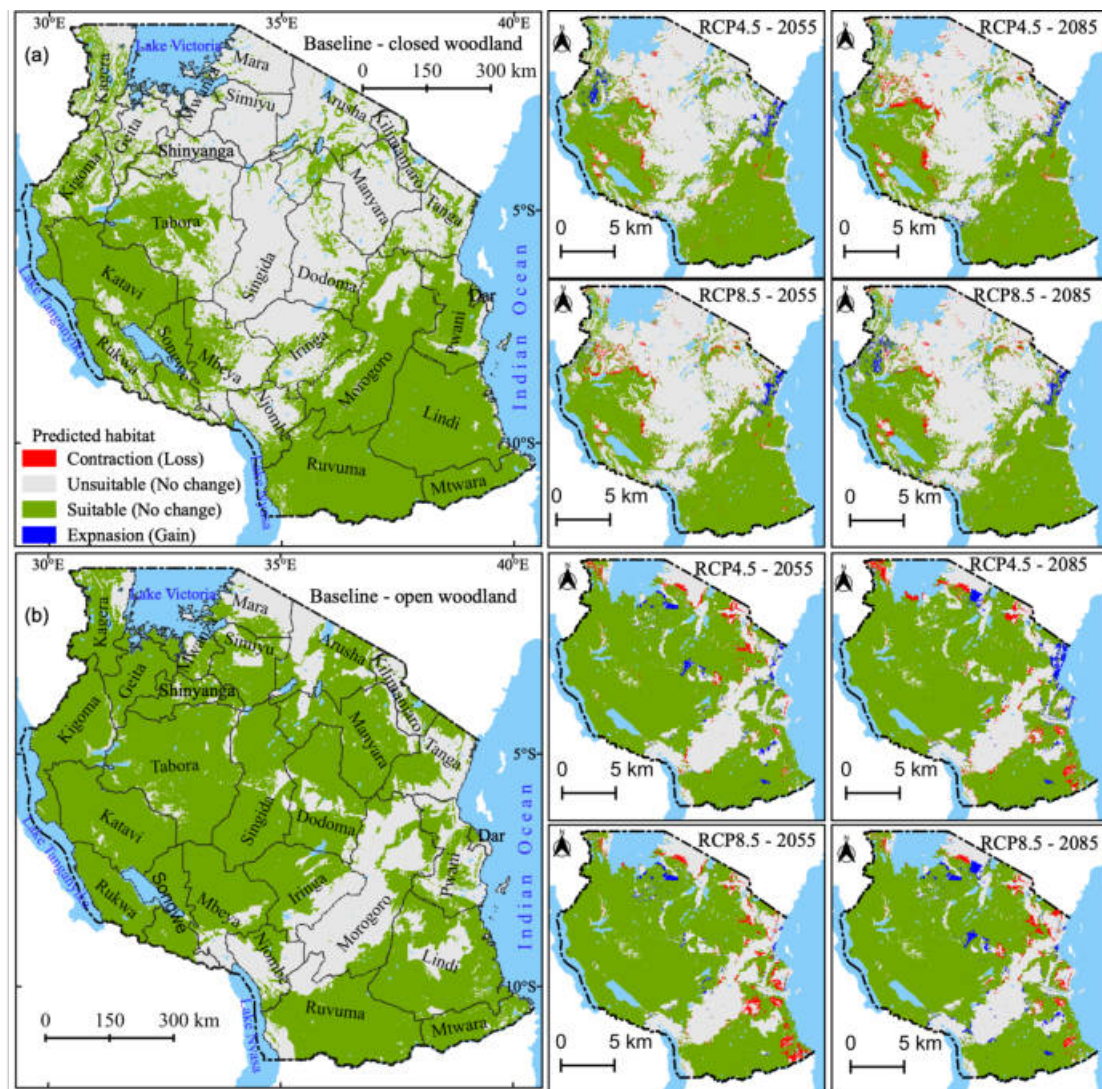 30°E
35°E
40°E
(a)
Baseline - closed woodland
0 150 300 km
Lake Victoria
Kagera
Mara
Mwanza
Simiyu
Geita
Arusha
Kilimanjaro
Shinyanga
Kigoma
Manyara
Tanga
5°S
Tabora
Singida
Dodoma
Katavi
Dar
Lake Tanganyika
Pwani
Rukwa
Songwe
Mbeya
Iringa
Morogoro
Njombe
Lindi
10°S
Ruvuma
Mtwara
Lake Nyasa
Indian Ocean
Predicted habitat
Contraction (Loss)
Unsuitable (No change)
Suitable (No change)
Expnasion (Gain)
N
RCP4.5 - 2055
0 5 km
N
RCP4.5 - 2085
0 5 km
N
RCP8.5 - 2055
0 5 km
N
RCP8.5 - 2085
0 5 km
30°E
35°E
40°E
(b)
Baseline - open woodland
Lake Victoria
Kagera
Mara
Mwanza
Simiyu
Geita
Arusha
Kilimanjaro
Shinyanga
Kigoma
Manyara
Tanga
5°S
Tabora
Singida
Dodoma
Katavi
Dar
Lake Tanganyika
Pwani
Rukwa
Songwe
Mbeya
Iringa
Morogoro
Njombe
Lindi
10°S
Ruvuma
Mtwara
Lake Nyasa
Indian Ocean
0 150 300 km
N
RCP4.5 - 2055
0 5 km
N
RCP4.5 - 2085
0 5 km
N
RCP8.5 - 2055
0 5 km
N
RCP8.5 - 2085
0 5 km